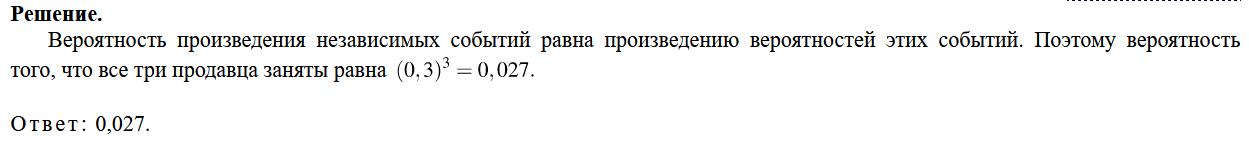 Решение.
Вероятность произведения независимых событий равна произведению вероятностей этих событий. Поэтому вероятность
того, что все три продавца заняты равна (0,3)³ = 0,027.
Ответ: 0,027.